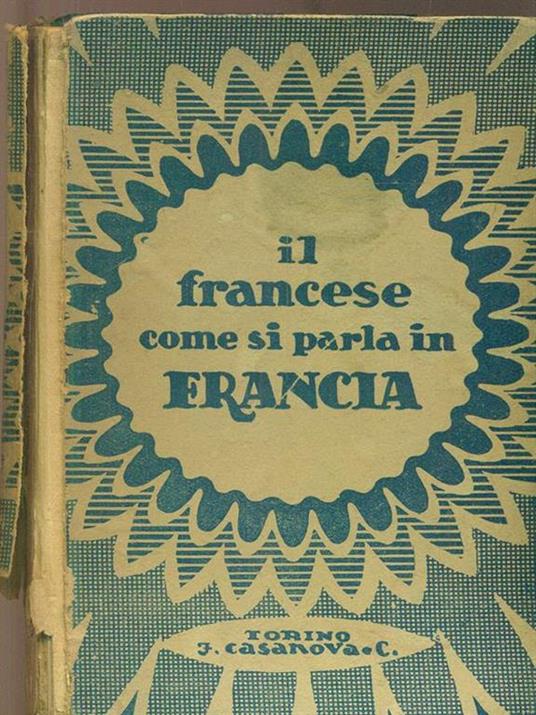 il
francese
come si parla in
FRANCIA
TORINO
F. Casanova e C.